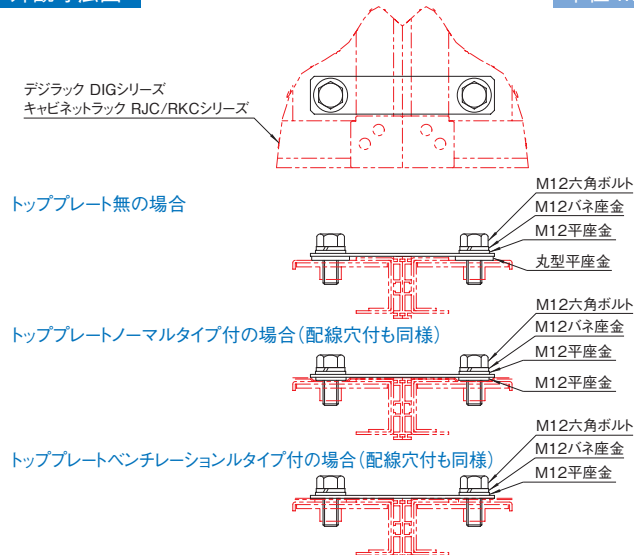 デジラック DIGシリーズ
キャビネットラック RJC/RKCシリーズ
トッププレート無の場合
M12六角ボルト
M12バネ座金
M12平座金
丸型平座金
トッププレートノーマルタイプ付の場合（配線穴付も同様）
M12六角ボルト
M12バネ座金
M12平座金
M12平座金
トッププレートベンチレーションルタイプ付の場合（配線穴付も同様）
M12六角ボルト
M12バネ座金
M12平座金